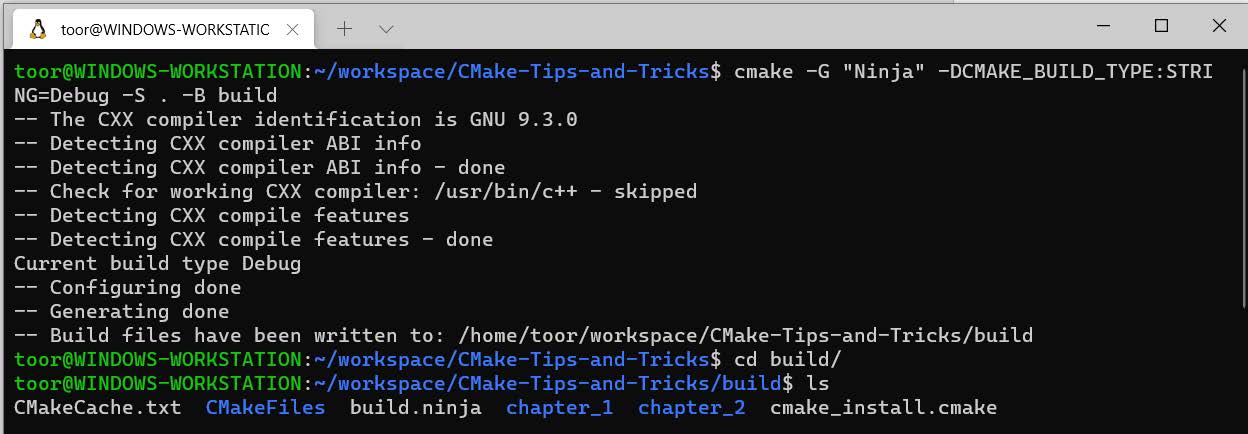 toor@WINDOWS-WORKSTATIC
toor@WINDOWS-WORKSTATION:~/workspace/CMake-Tips-and-Tricks$ cmake -G "Ninja" -DCMAKE_BUILD_TYPE:STRI
NG=Debug -S . -B build
-- The CXX compiler identification is GNU 9.3.0
-- Detecting CXX compiler ABI info
-- Detecting CXX compiler ABI info - done
-- Check for working CXX compiler: /usr/bin/c++ - skipped
-- Detecting CXX compile features
-- Detecting CXX compile features - done
Current build type Debug
-- Configuring done
-- Generating done
-- Build files have been written to: /home/toor/workspace/CMake-Tips-and-Tricks/build
toor@WINDOWS-WORKSTATION:~/workspace/CMake-Tips-and-Tricks$ cd build/
toor@WINDOWS-WORKSTATION:~/workspace/CMake-Tips-and-Tricks/build$ ls
CMakeCache.txt  CMakeFiles  build.ninja  chapter_1  chapter_2  cmake_install.cmake